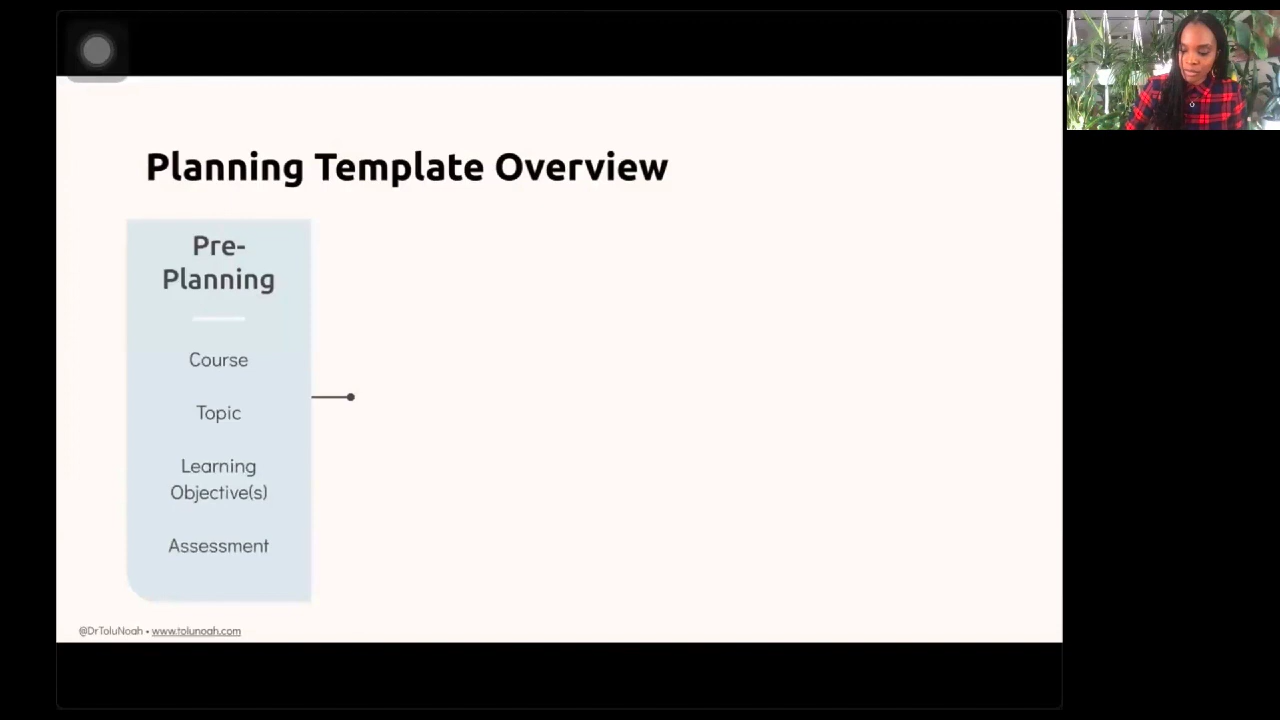 Planning Template Overview
Pre-
Planning
Course
Topic
Learning
Objective(s)
Assessment
@DrToluNoah • www.tolunoah.com